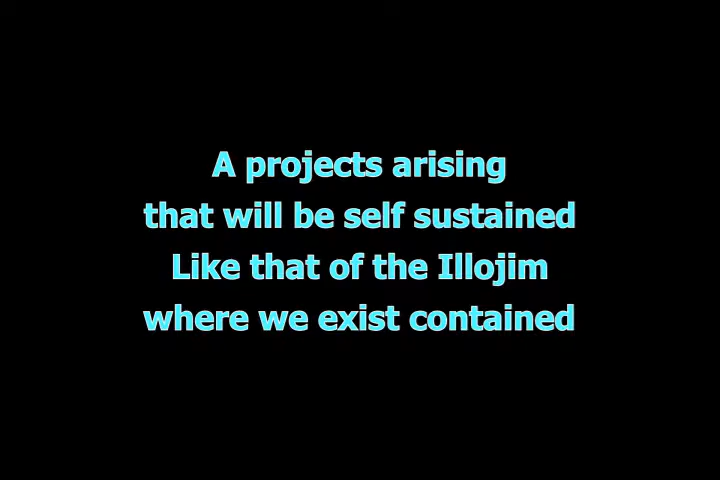 A projects arising
that will be self sustained
Like that of the Illojim
where we exist contained